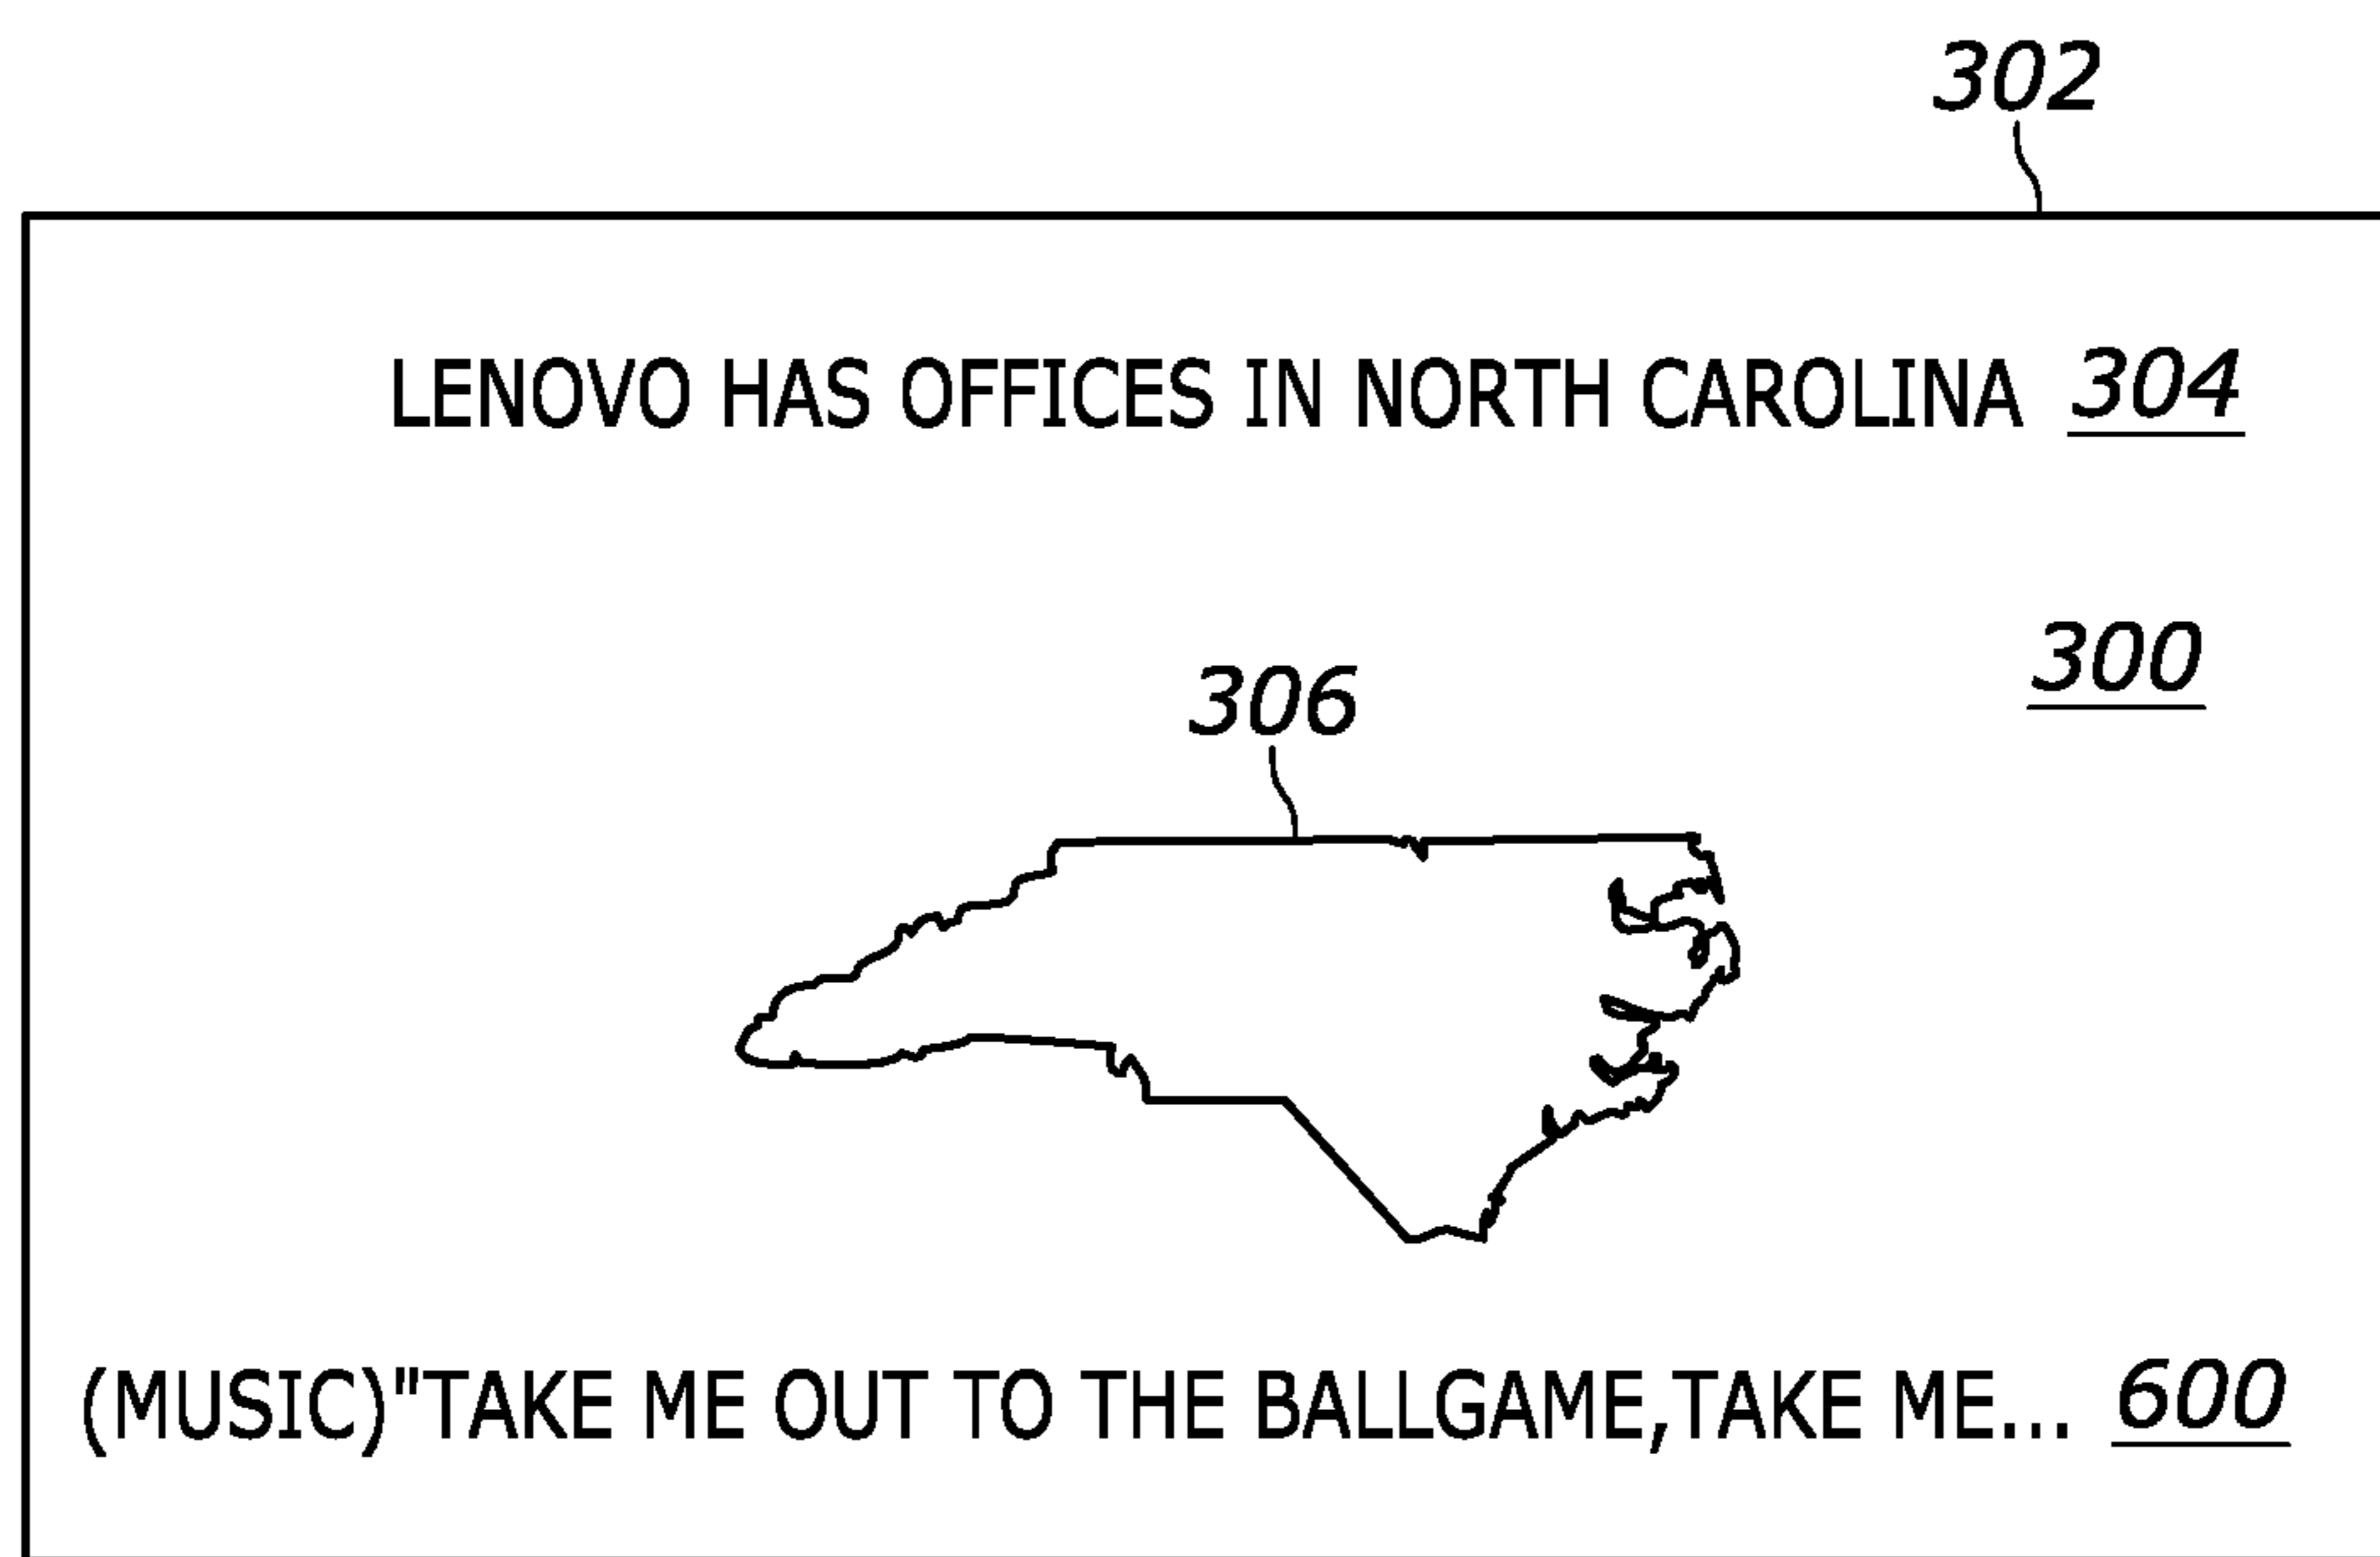 302
LENOVO HAS OFFICES IN NORTH CAROLINA 304
300
306
(MUSIC)"TAKE ME OUT TO THE BALLGAME,TAKE ME... 600